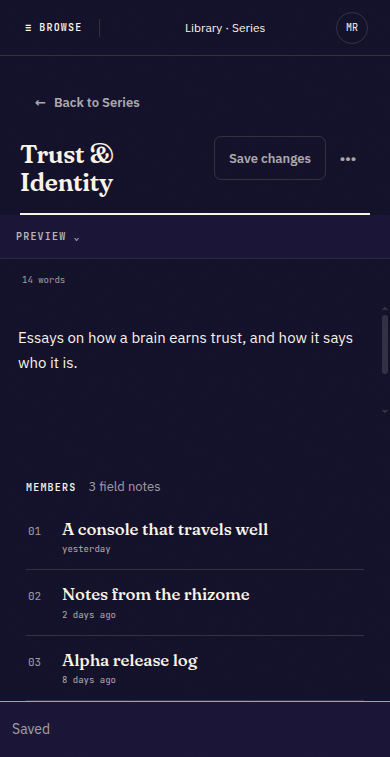 ≡ BROWSE
Library · Series
MR
← Back to Series
Trust &
Identity
Save changes
•••
PREVIEW ⌄
14 words
Essays on how a brain earns trust, and how it says
who it is.
MEMBERS 3 field notes
01 A console that travels well
yesterday
02 Notes from the rhizome
2 days ago
03 Alpha release log
8 days ago
Saved